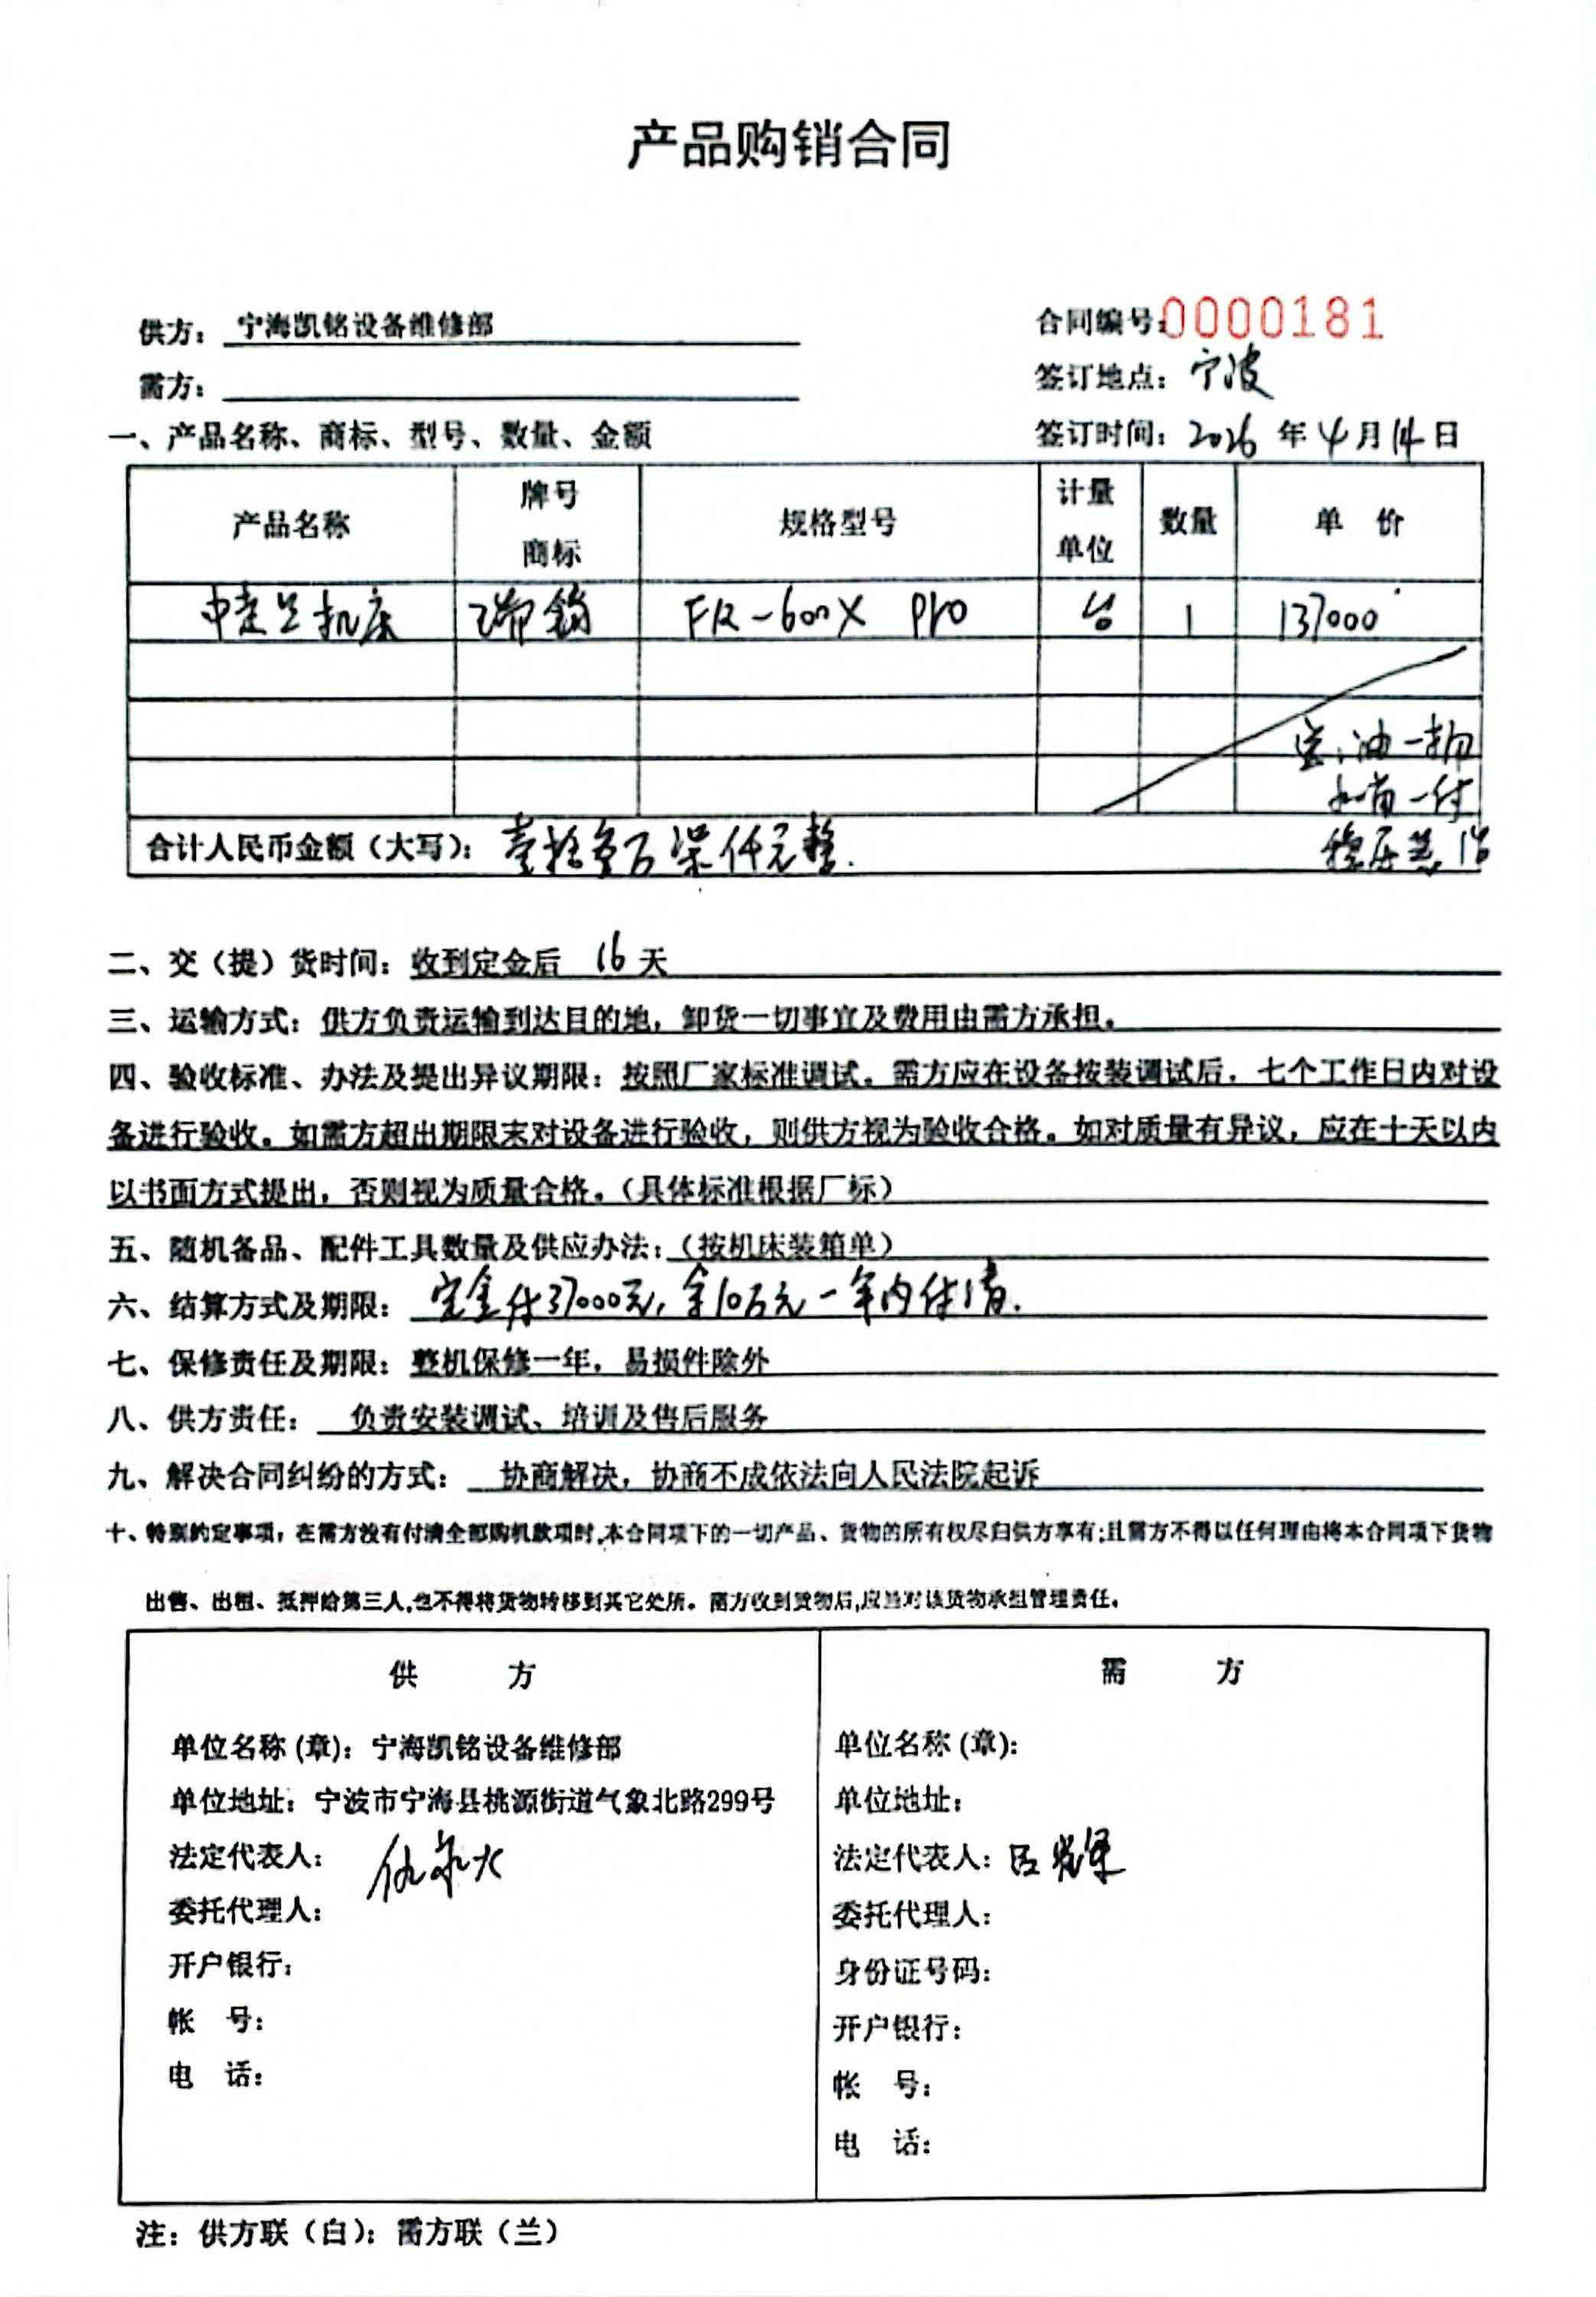 产品购销合同
供方：宁海凯铭设备维修部
合同编号：0000181
需方：
签订地点：宁波
一、产品名称、商标、型号、数量、金额
签订时间：2026年4月14日
产品名称 牌号商标 规格型号 计量单位 数量 单 价
中走丝机床 瑞钧 FR-600X Pro 台 1 137000
送：油一桶
一付
稳压器1台
合计人民币金额（大写）：壹拾叁万柒仟元整.
二、交（提）货时间：收到定金后 16 天
三、运输方式：供方负责运输到达目的地，卸货一切事宜及费用由需方承担。
四、验收标准、办法及提出异议期限：按照厂家标准调试。需方应在设备按装调试后，七个工作日内对设
备进行验收。如需方超出期限末对设备进行验收，则供方视为验收合格。如对质量有异议，应在十天以内
以书面方式提出，否则视为质量合格。（具体标准根据厂标）
五、随机备品、配件工具数量及供应办法：（按机床装箱单）
六、结算方式及期限：定金付37000元，余10万元一年内付清.
七、保修责任及期限：整机保修一年，易损件除外
八、供方责任： 负责安装调试、培训及售后服务
九、解决合同纠纷的方式： 协商解决，协商不成依法向人民法院起诉
十、特别约定事项：在需方没有付清全部购机款项时,本合同项下的一切产品、货物的所有权尽归供方享有;且需方不得以任何理由将本合同项下货物
出售、出租、抵押给第三人,也不得将货物转移到其它处所。需方收到货物后,应当对该货物承担管理责任。
供 方
单位名称(章)：宁海凯铭设备维修部
单位地址：宁波市宁海县桃源街道气象北路299号
法定代表人：
委托代理人：
开户银行：
帐 号：
电 话：
需 方
单位名称(章)：
单位地址：
法定代表人：吕
委托代理人：
身份证号码：
开户银行：
帐 号：
电 话：
注：供方联（白）：需方联（兰）